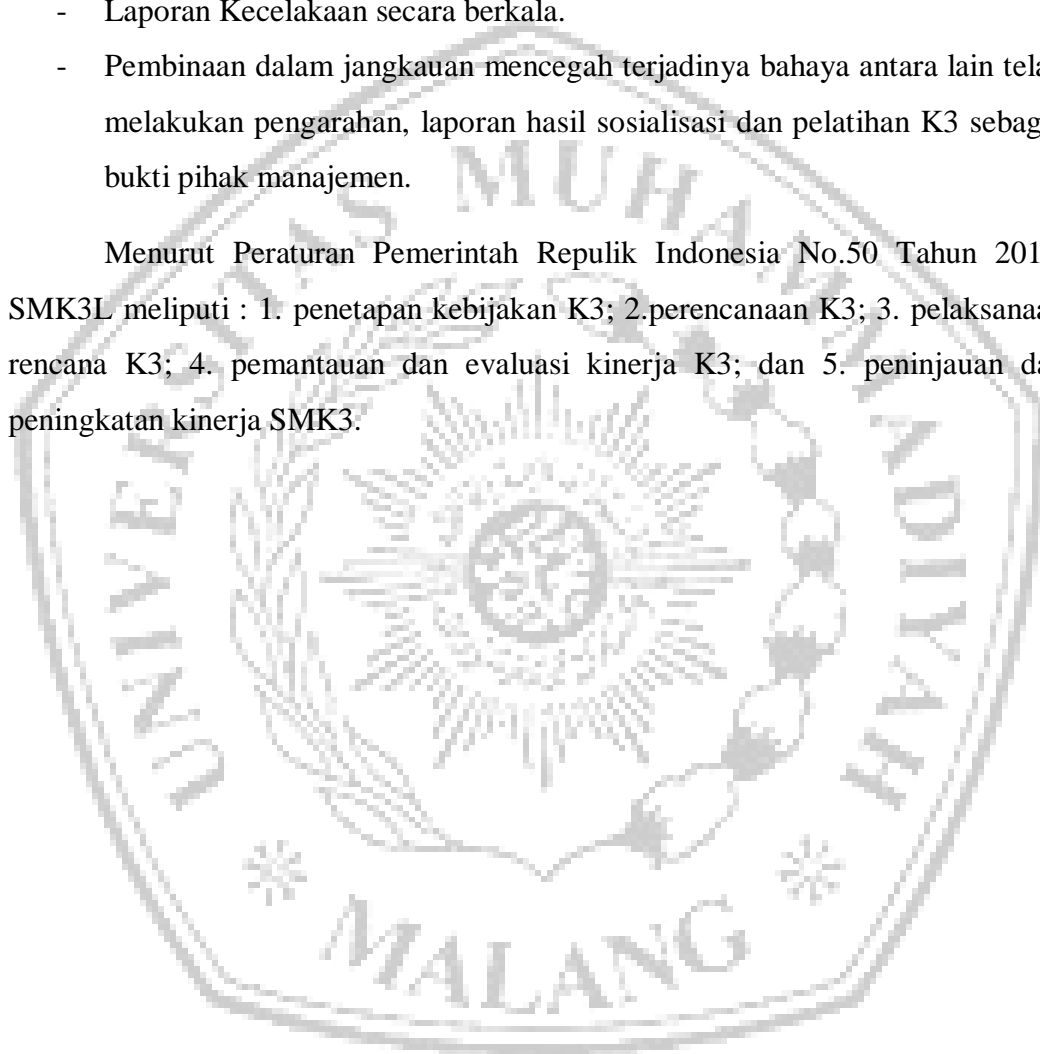 - Laporan Kecelakaan secara berkala.
- Pembinaan dalam jangkauan mencegah terjadinya bahaya antara lain tela
melakukan pengarahan, laporan hasil sosialisasi dan pelatihan K3 sebag
bukti pihak manajemen.
Menurut Peraturan Pemerintah Repulik Indonesia No.50 Tahun 201
SMK3L meliputi : 1. penetapan kebijakan K3; 2.perencanaan K3; 3. pelaksanaa
rencana K3; 4. pemantauan dan evaluasi kinerja K3; dan 5. peninjauan da
peningkatan kinerja SMK3.
UNIVERSITAS MUHAMMADIYAH
MALANG